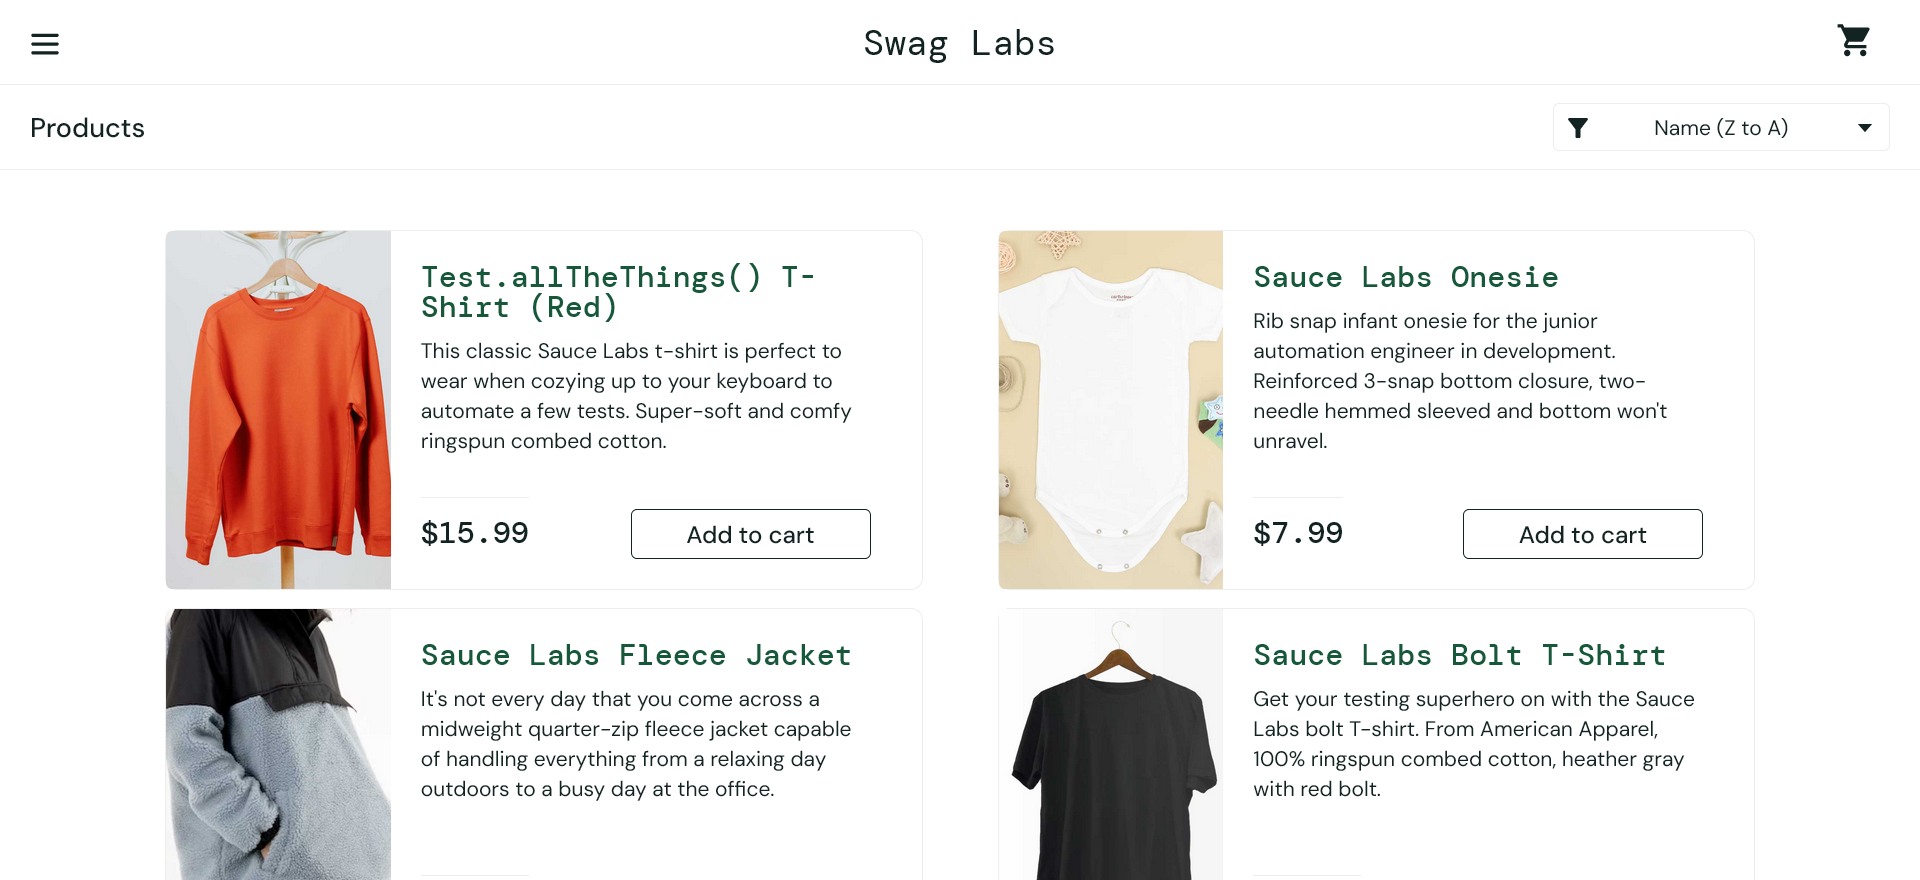 Swag Labs
Products
Name (Z to A)
Test.allTheThings() T-
Shirt (Red)
This classic Sauce Labs t-shirt is perfect to
wear when cozying up to your keyboard to
automate a few tests. Super-soft and comfy
ringspun combed cotton.
$15.99
Add to cart
Sauce Labs Onesie
Rib snap infant onesie for the junior
automation engineer in development.
Reinforced 3-snap bottom closure, two-
needle hemmed sleeved and bottom won't
unravel.
$7.99
Add to cart
Sauce Labs Fleece Jacket
It's not every day that you come across a
midweight quarter-zip fleece jacket capable
of handling everything from a relaxing day
outdoors to a busy day at the office.
Sauce Labs Bolt T-Shirt
Get your testing superhero on with the Sauce
Labs bolt T-shirt. From American Apparel,
100% ringspun combed cotton, heather gray
with red bolt.